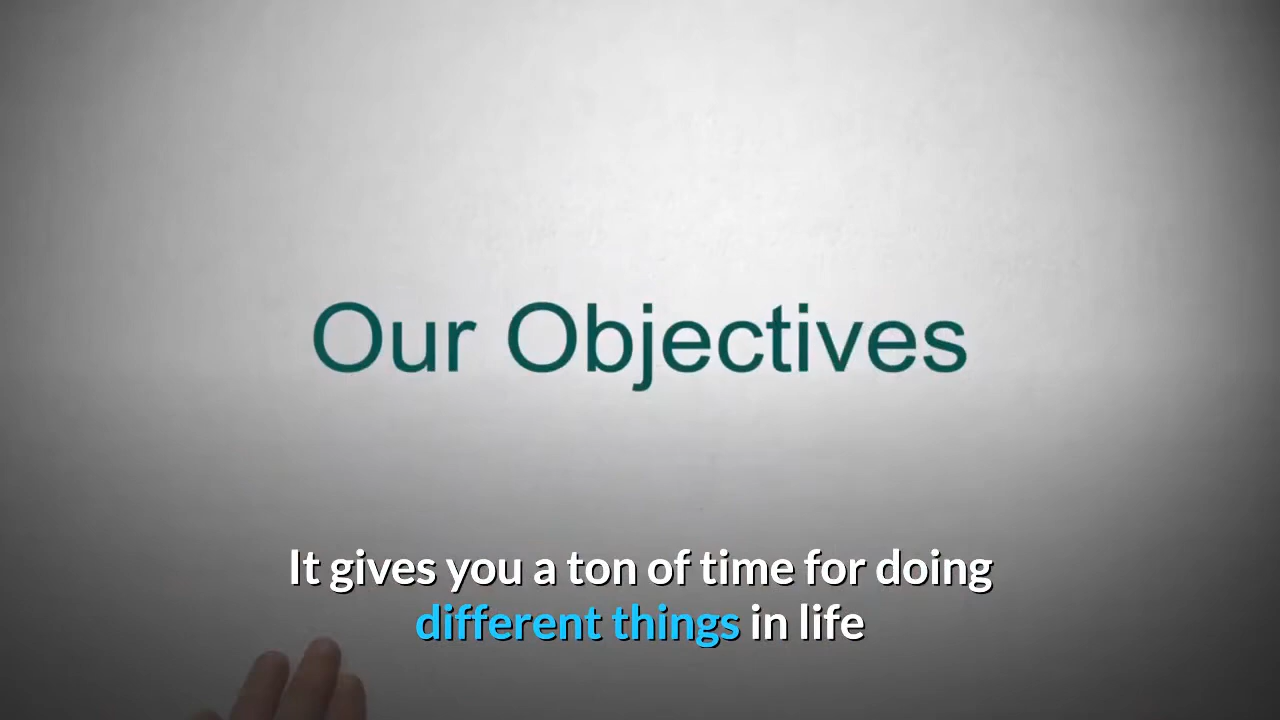 Our Objectives
It gives you a ton of time for doing
different things in life